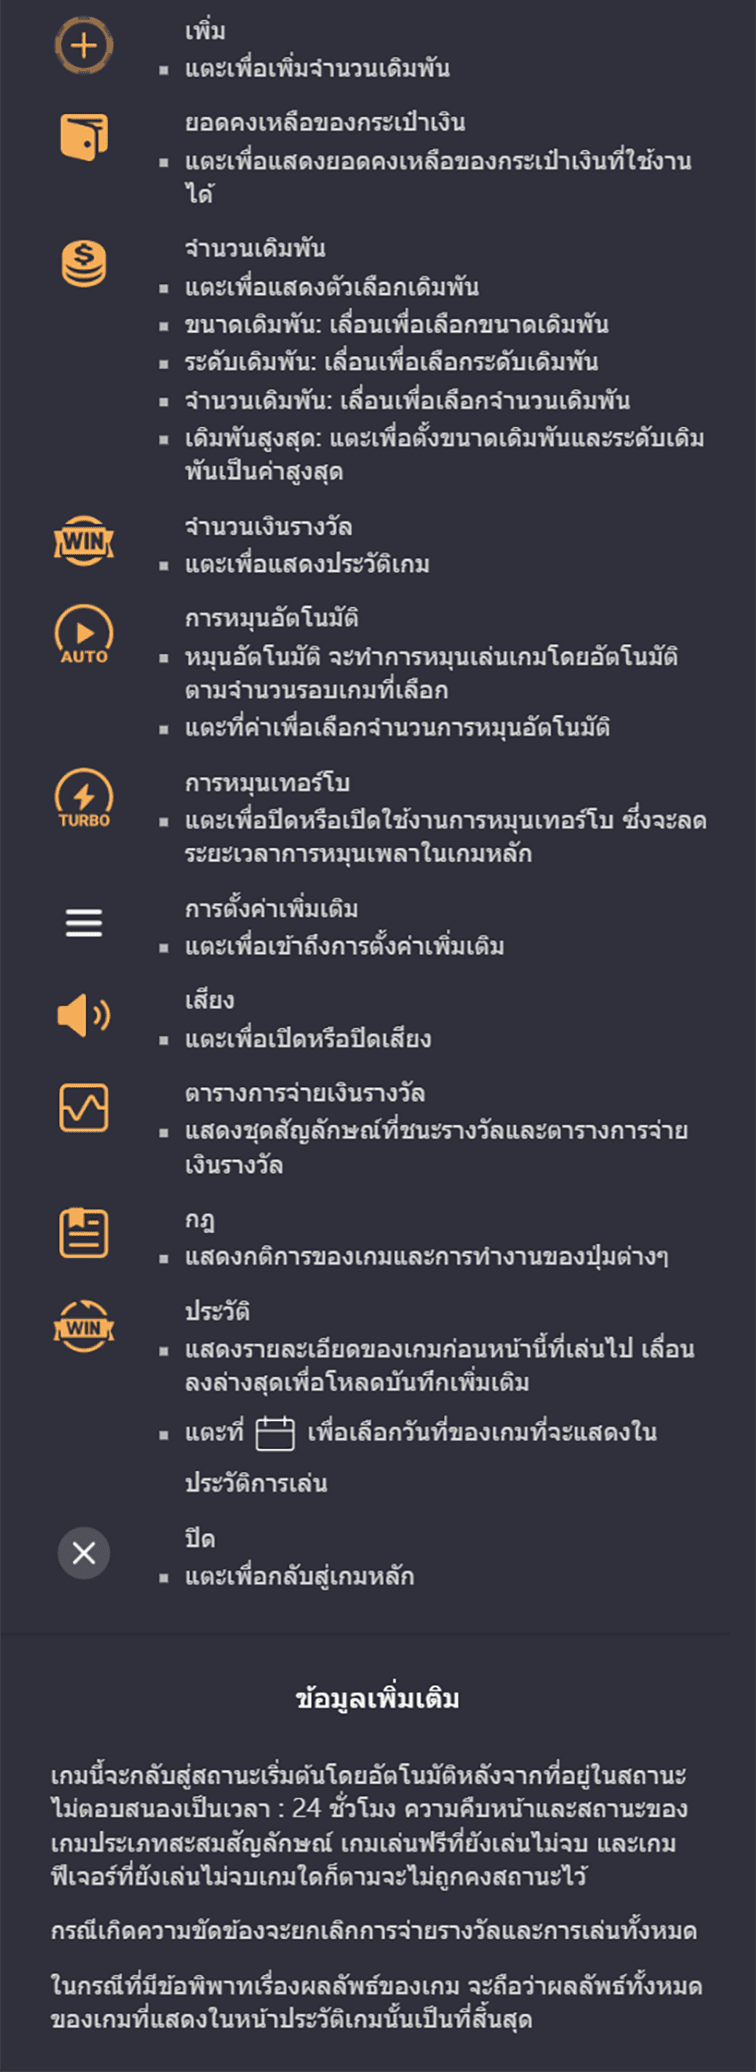 เพิ่ม
▪ แตะเพื่อเพิ่มจำนวนเดิมพัน
ยอดคงเหลือของกระเป๋าเงิน
▪ แตะเพื่อแสดงยอดคงเหลือของกระเป๋าเงินที่ใช้งาน
ได้
จำนวนเดิมพัน
▪ แตะเพื่อแสดงตัวเลือกเดิมพัน
▪ ขนาดเดิมพัน: เลื่อนเพื่อเลือกขนาดเดิมพัน
▪ ระดับเดิมพัน: เลื่อนเพื่อเลือกระดับเดิมพัน
▪ จำนวนเดิมพัน: เลื่อนเพื่อเลือกจำนวนเดิมพัน
▪ เดิมพันสูงสุด: แตะเพื่อตั้งขนาดเดิมพันและระดับเดิม
พันเป็นค่าสูงสุด
WIN
จำนวนเงินรางวัล
▪ แตะเพื่อแสดงประวัติเกม
AUTO
การหมุนอัตโนมัติ
▪ หมุนอัตโนมัติ จะทำการหมุนเล่นเกมโดยอัตโนมัติ
ตามจำนวนรอบเกมที่เลือก
▪ แตะที่ค่าเพื่อเลือกจำนวนการหมุนอัตโนมัติ
TURBO
การหมุนเทอร์โบ
▪ แตะเพื่อปิดหรือเปิดใช้งานการหมุนเทอร์โบ ซึ่งจะลด
ระยะเวลาการหมุนเพลาในเกมหลัก
การตั้งค่าเพิ่มเติม
▪ แตะเพื่อเข้าถึงการตั้งค่าเพิ่มเติม
เสียง
▪ แตะเพื่อเปิดหรือปิดเสียง
ตารางการจ่ายเงินรางวัล
▪ แสดงชุดสัญลักษณ์ที่ชนะรางวัลและตารางการจ่าย
เงินรางวัล
กฎ
▪ แสดงกติการของเกมและการทำงานของปุ่มต่างๆ
WIN
ประวัติ
▪ แสดงรายละเอียดของเกมก่อนหน้านี้ที่เล่นไป เลื่อน
ลงล่างสุดเพื่อโหลดบันทึกเพิ่มเติม
▪ แตะที่ เพื่อเลือกวันที่ของเกมที่จะแสดงใน
ประวัติการเล่น
ปิด
▪ แตะเพื่อกลับสู่เกมหลัก
ข้อมูลเพิ่มเติม
เกมนี้จะกลับสู่สถานะเริ่มต้นโดยอัตโนมัติหลังจากที่อยู่ในสถานะ
ไม่ตอบสนองเป็นเวลา : 24 ชั่วโมง ความคืบหน้าและสถานะของ
เกมประเภทสะสมสัญลักษณ์ เกมเล่นฟรีที่ยังเล่นไม่จบ และเกม
ฟีเจอร์ที่ยังเล่นไม่จบเกมใดก็ตามจะไม่ถูกคงสถานะไว้
กรณีเกิดความขัดข้องจะยกเลิกการจ่ายรางวัลและการเล่นทั้งหมด
ในกรณีที่มีข้อพิพาทเรื่องผลลัพธ์ของเกม จะถือว่าผลลัพธ์ทั้งหมด
ของเกมที่แสดงในหน้าประวัติเกมนั้นเป็นที่สิ้นสุด